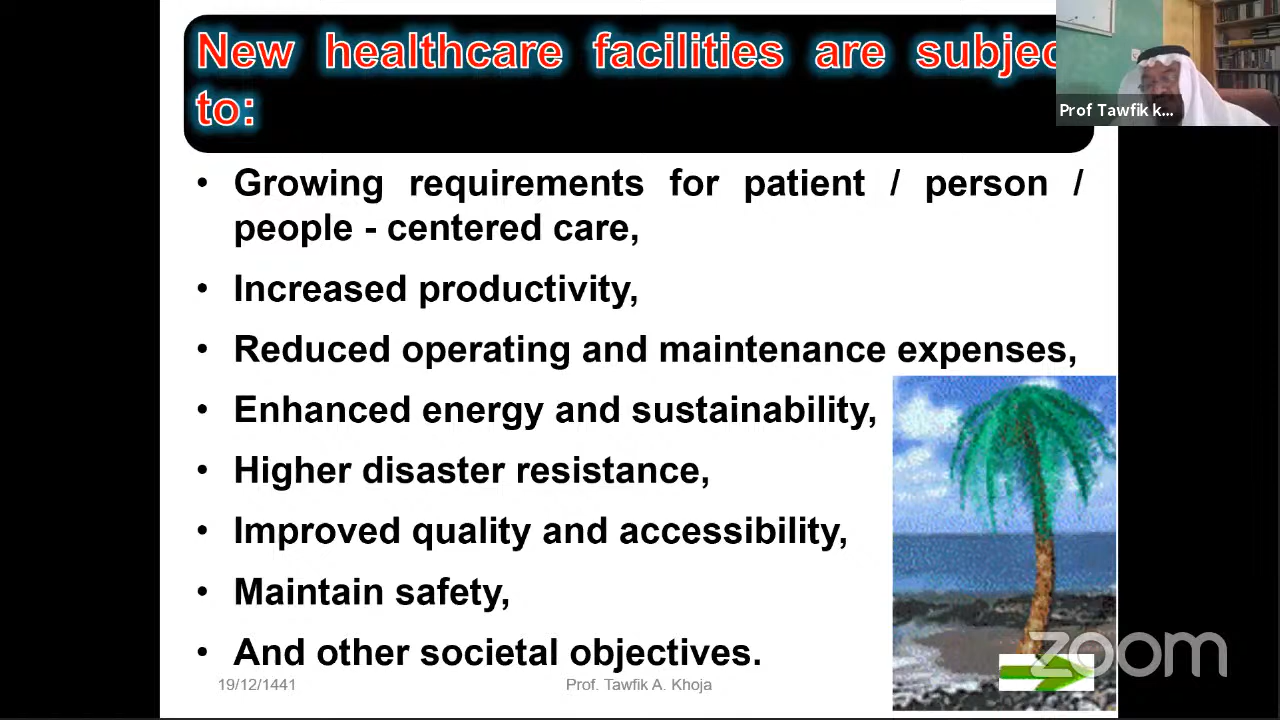 New healthcare facilities are subjec
to:
Prof Tawfik k...
• Growing requirements for patient / person /
people - centered care,
• Increased productivity,
• Reduced operating and maintenance expenses,
• Enhanced energy and sustainability,
• Higher disaster resistance,
• Improved quality and accessibility,
• Maintain safety,
• And other societal objectives.
19/12/1441
Prof. Tawfik A. Khoja
zoom